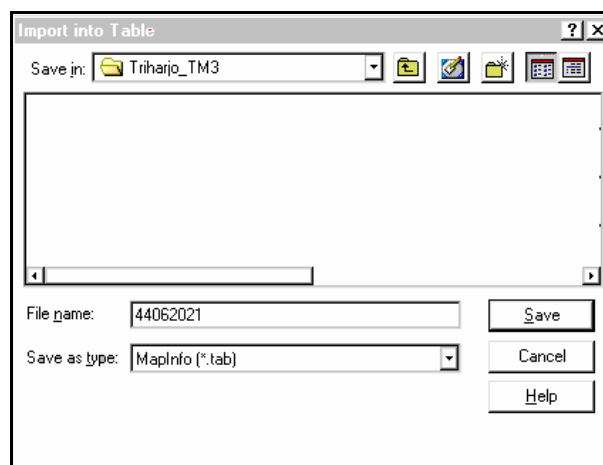 Import into Table
Save in: Triharjo_TM3
File name: 44062021 Save
Save as type: MapInfo (*.tab) Cancel
Help